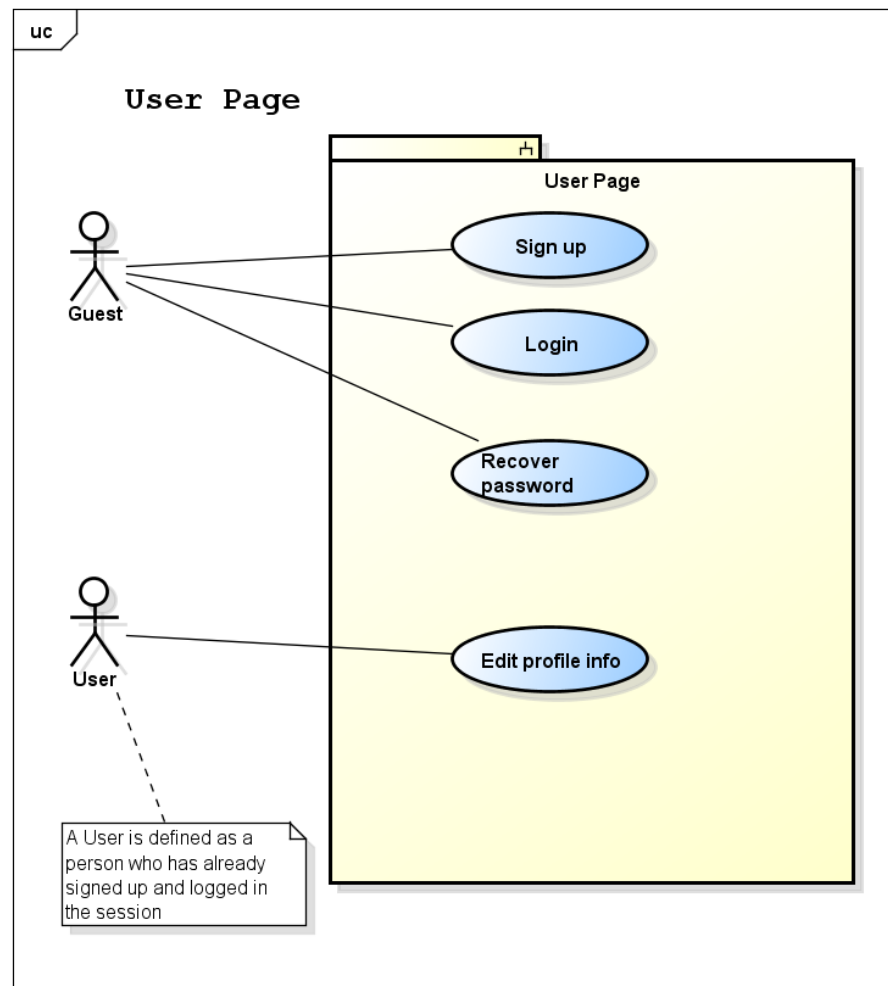 uc
User Page
User Page
Sign up
Guest
Login
Recover
password
User
Edit profile info
A User is defined as a
person who has already
signed up and logged in
the session